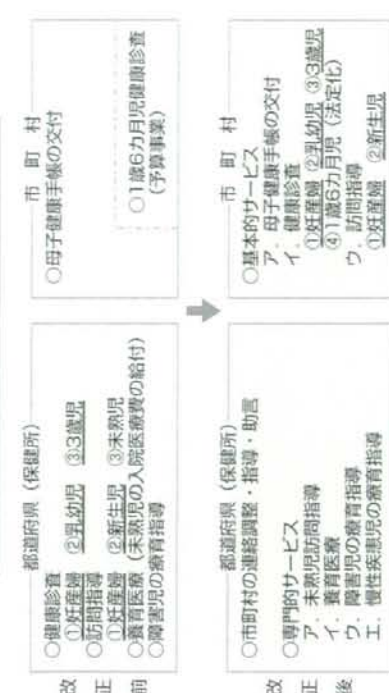 改正前
都道府県（保健所）
○健康診査
①妊産婦　②乳幼児　③3歳児
○訪問指導
①妊産婦　②新生児　③未熟児
○養育医療（未熟児の入院医療費の給付）
○障害児の療育指導
市町村
○母子健康手帳の交付
○1歳6カ月児健康診査
（予算事業）
改正後
都道府県（保健所）
○市町村の連絡調整・指導・助言
○専門的サービス
ア．未熟児訪問指導
イ．養育医療
ウ．障害児の療育指導
エ．慢性疾患児の療育指導
市町村
○基本的サービス
ア．母子健康手帳の交付
イ．健康診査
①妊産婦　②乳幼児　③3歳児
④1歳6カ月児（法定化）
ウ．訪問指導
①妊産婦　②新生児